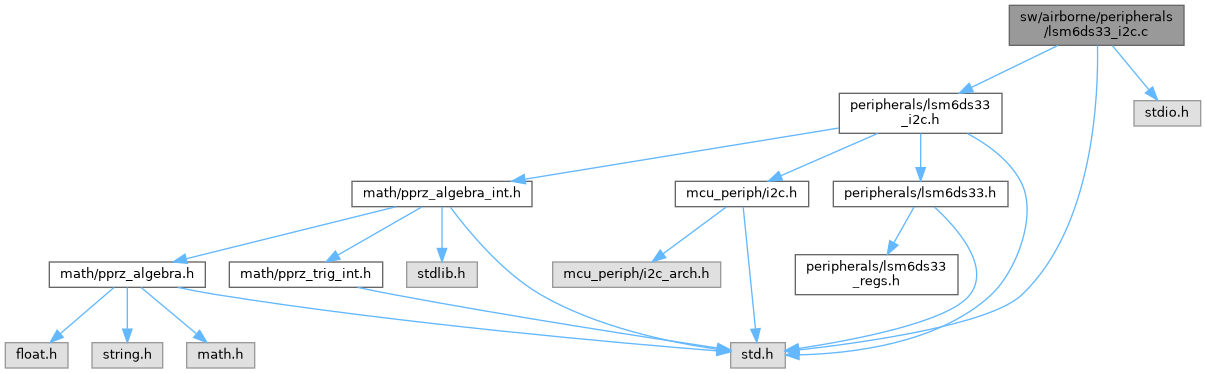 sw/airborne/peripherals
/lsm6ds33_i2c.c
peripherals/lsm6ds33
_i2c.h
stdio.h
math/pprz_algebra_int.h
mcu_periph/i2c.h
peripherals/lsm6ds33.h
math/pprz_algebra.h
math/pprz_trig_int.h
stdlib.h
mcu_periph/i2c_arch.h
peripherals/lsm6ds33
_regs.h
float.h
string.h
math.h
std.h